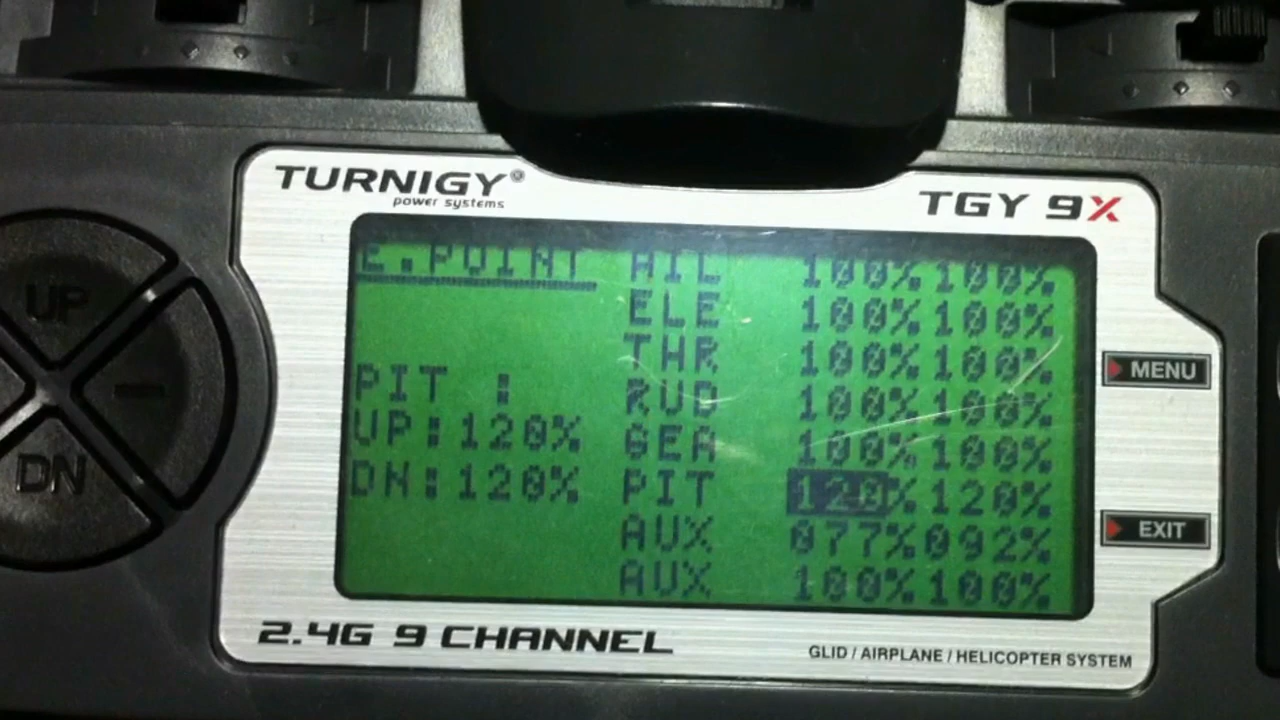 TURNIGY®
power systems
TGY 9X
E.POINT AIL 100% 100%
ELE 100% 100%
THR 100% 100%
PIT : RUD 100% 100%
UP:120% GEA 100% 100%
DN:120% PIT 120% 120%
AUX 077% 092%
AUX 100% 100%
UP
DN
MENU
EXIT
2.4G 9 CHANNEL
GLID / AIRPLANE / HELICOPTER SYSTEM